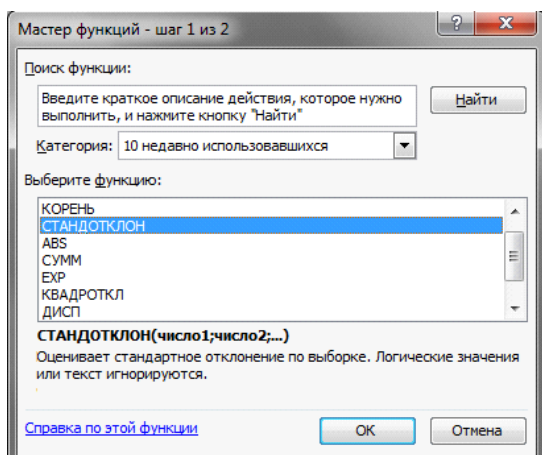 Мастер функций - шаг 1 из 2
?
X
Поиск функции:
Введите краткое описание действия, которое нужно
выполнить, и нажмите кнопку "Найти"
Найти
Категория:
10 недавно использовавшихся
Выберите функцию:
КОРЕНЬ
СТАНДОТКЛОН
ABS
СУММ
EXP
КВАДРОТКЛ
ДИСП
СТАНДОТКЛОН(число1;число2;...)
Оценивает стандартное отклонение по выборке. Логические значения
или текст игнорируются.
Справка по этой функции
ОК
Отмена